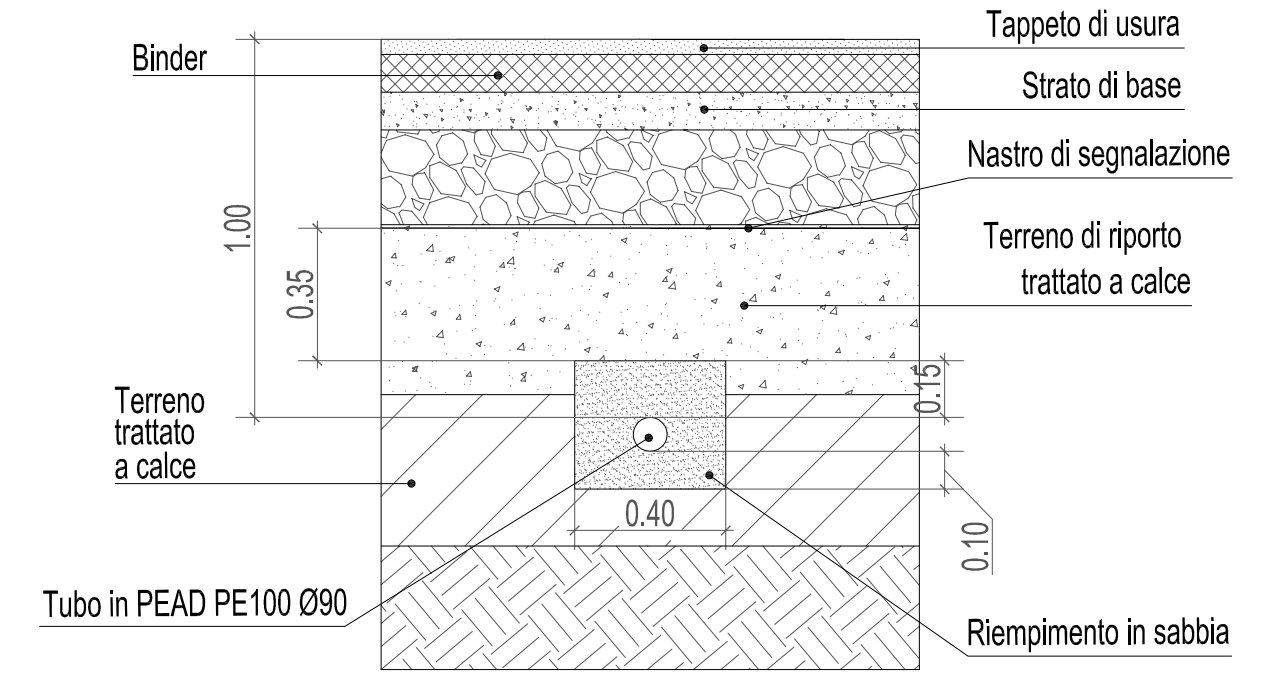 Tappeto di usura
Binder
Strato di base
Nastro di segnalazione
1.00
Terreno di riporto
trattato a calce
0.35
0.15
Terreno
trattato
a calce
0.40
0.10
Tubo in PEAD PE100 Ø90
Riempimento in sabbia